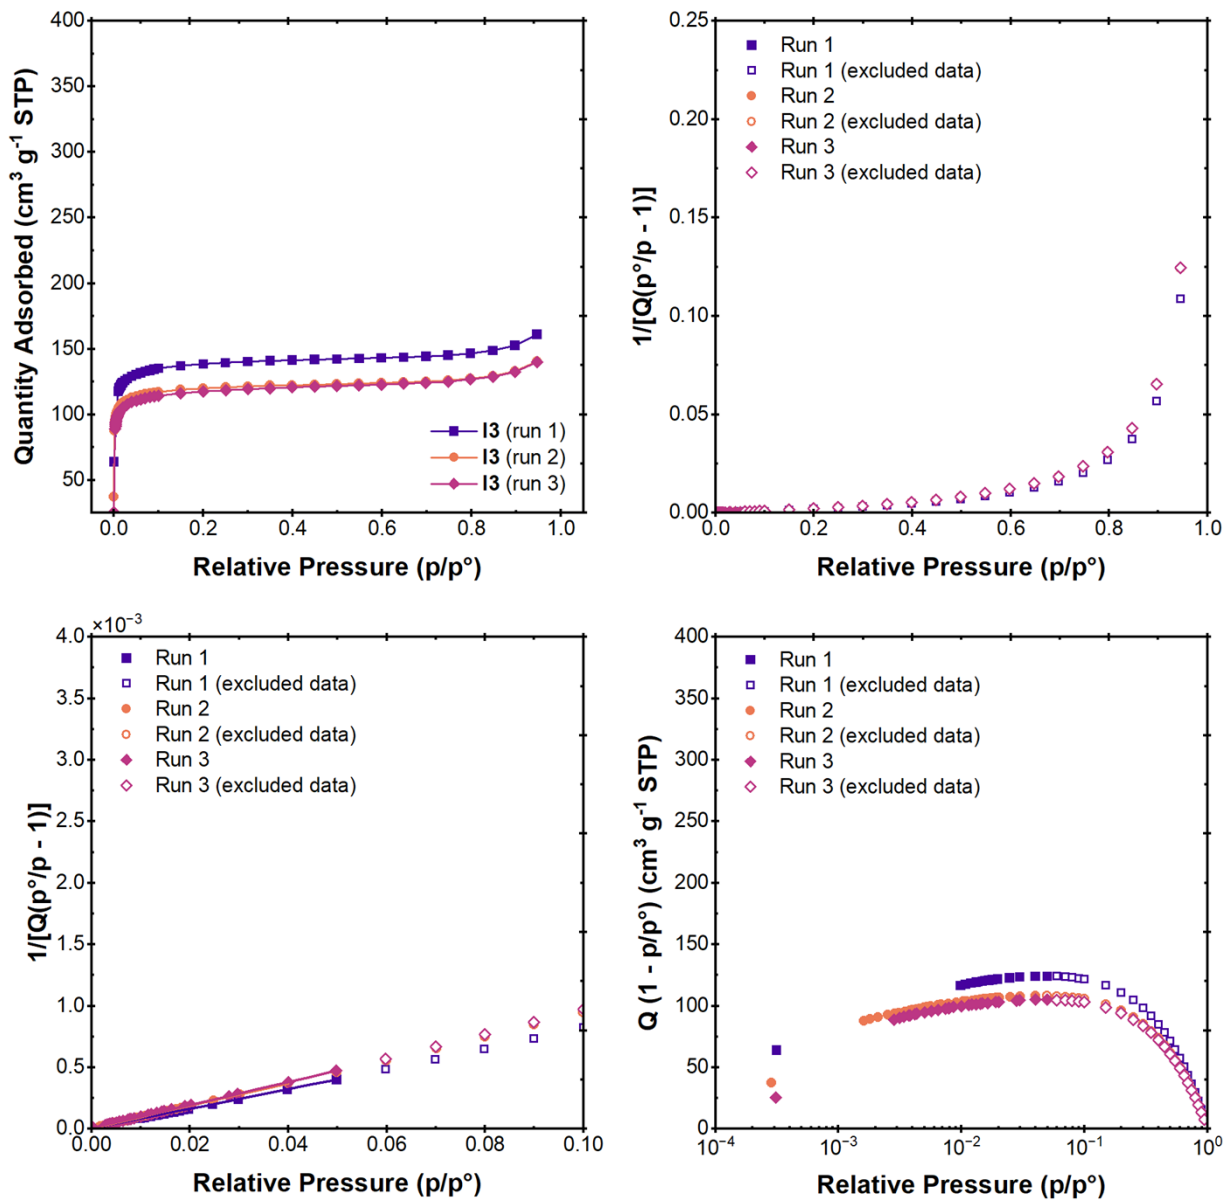 400
350
300
250
200
150
100
50
0.0
0.2
0.4
0.6
0.8
1.0
Quantity Adsorbed (cm³ g⁻¹ STP)
Relative Pressure (p/p°)
I3 (run 1)
I3 (run 2)
I3 (run 3)
0.25
0.20
0.15
0.10
0.05
0.00
0.0
0.2
0.4
0.6
0.8
1.0
1/[Q(p°/p - 1)]
Relative Pressure (p/p°)
Run 1
Run 1 (excluded data)
Run 2
Run 2 (excluded data)
Run 3
Run 3 (excluded data)
×10⁻³
4.0
3.5
3.0
2.5
2.0
1.5
1.0
0.5
0.0
0.00
0.02
0.04
0.06
0.08
0.10
1/[Q(p°/p - 1)]
Relative Pressure (p/p°)
Run 1
Run 1 (excluded data)
Run 2
Run 2 (excluded data)
Run 3
Run 3 (excluded data)
400
350
300
250
200
150
100
50
0
10⁻⁴
10⁻³
10⁻²
10⁻¹
10⁰
Q (1 - p/p°) (cm³ g⁻¹ STP)
Relative Pressure (p/p°)
Run 1
Run 1 (excluded data)
Run 2
Run 2 (excluded data)
Run 3
Run 3 (excluded data)